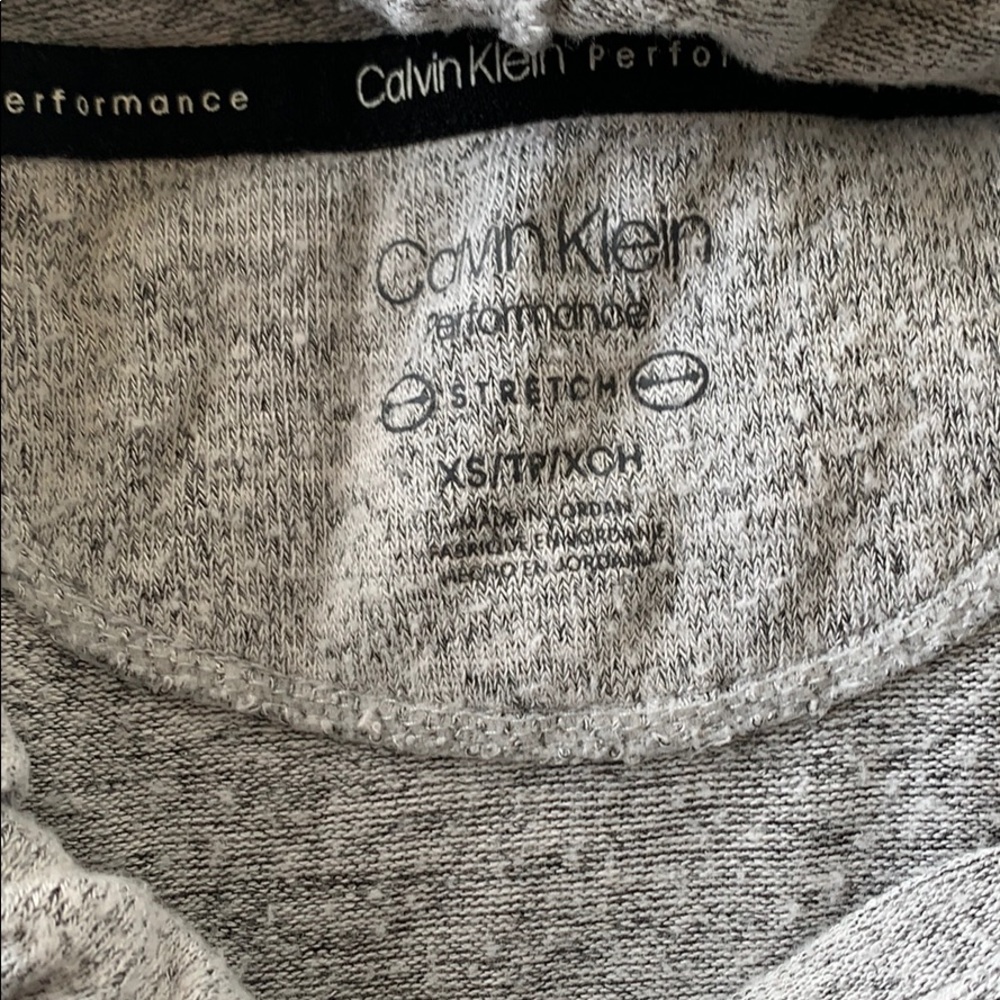 erformance Calvin Klein Perfor
Calvin Klein
Performance
STRETCH
XS/TP/XCH
MADE IN JORDAN
FABRIQUE EN JORDANIE
HECHO EN JORDANIA